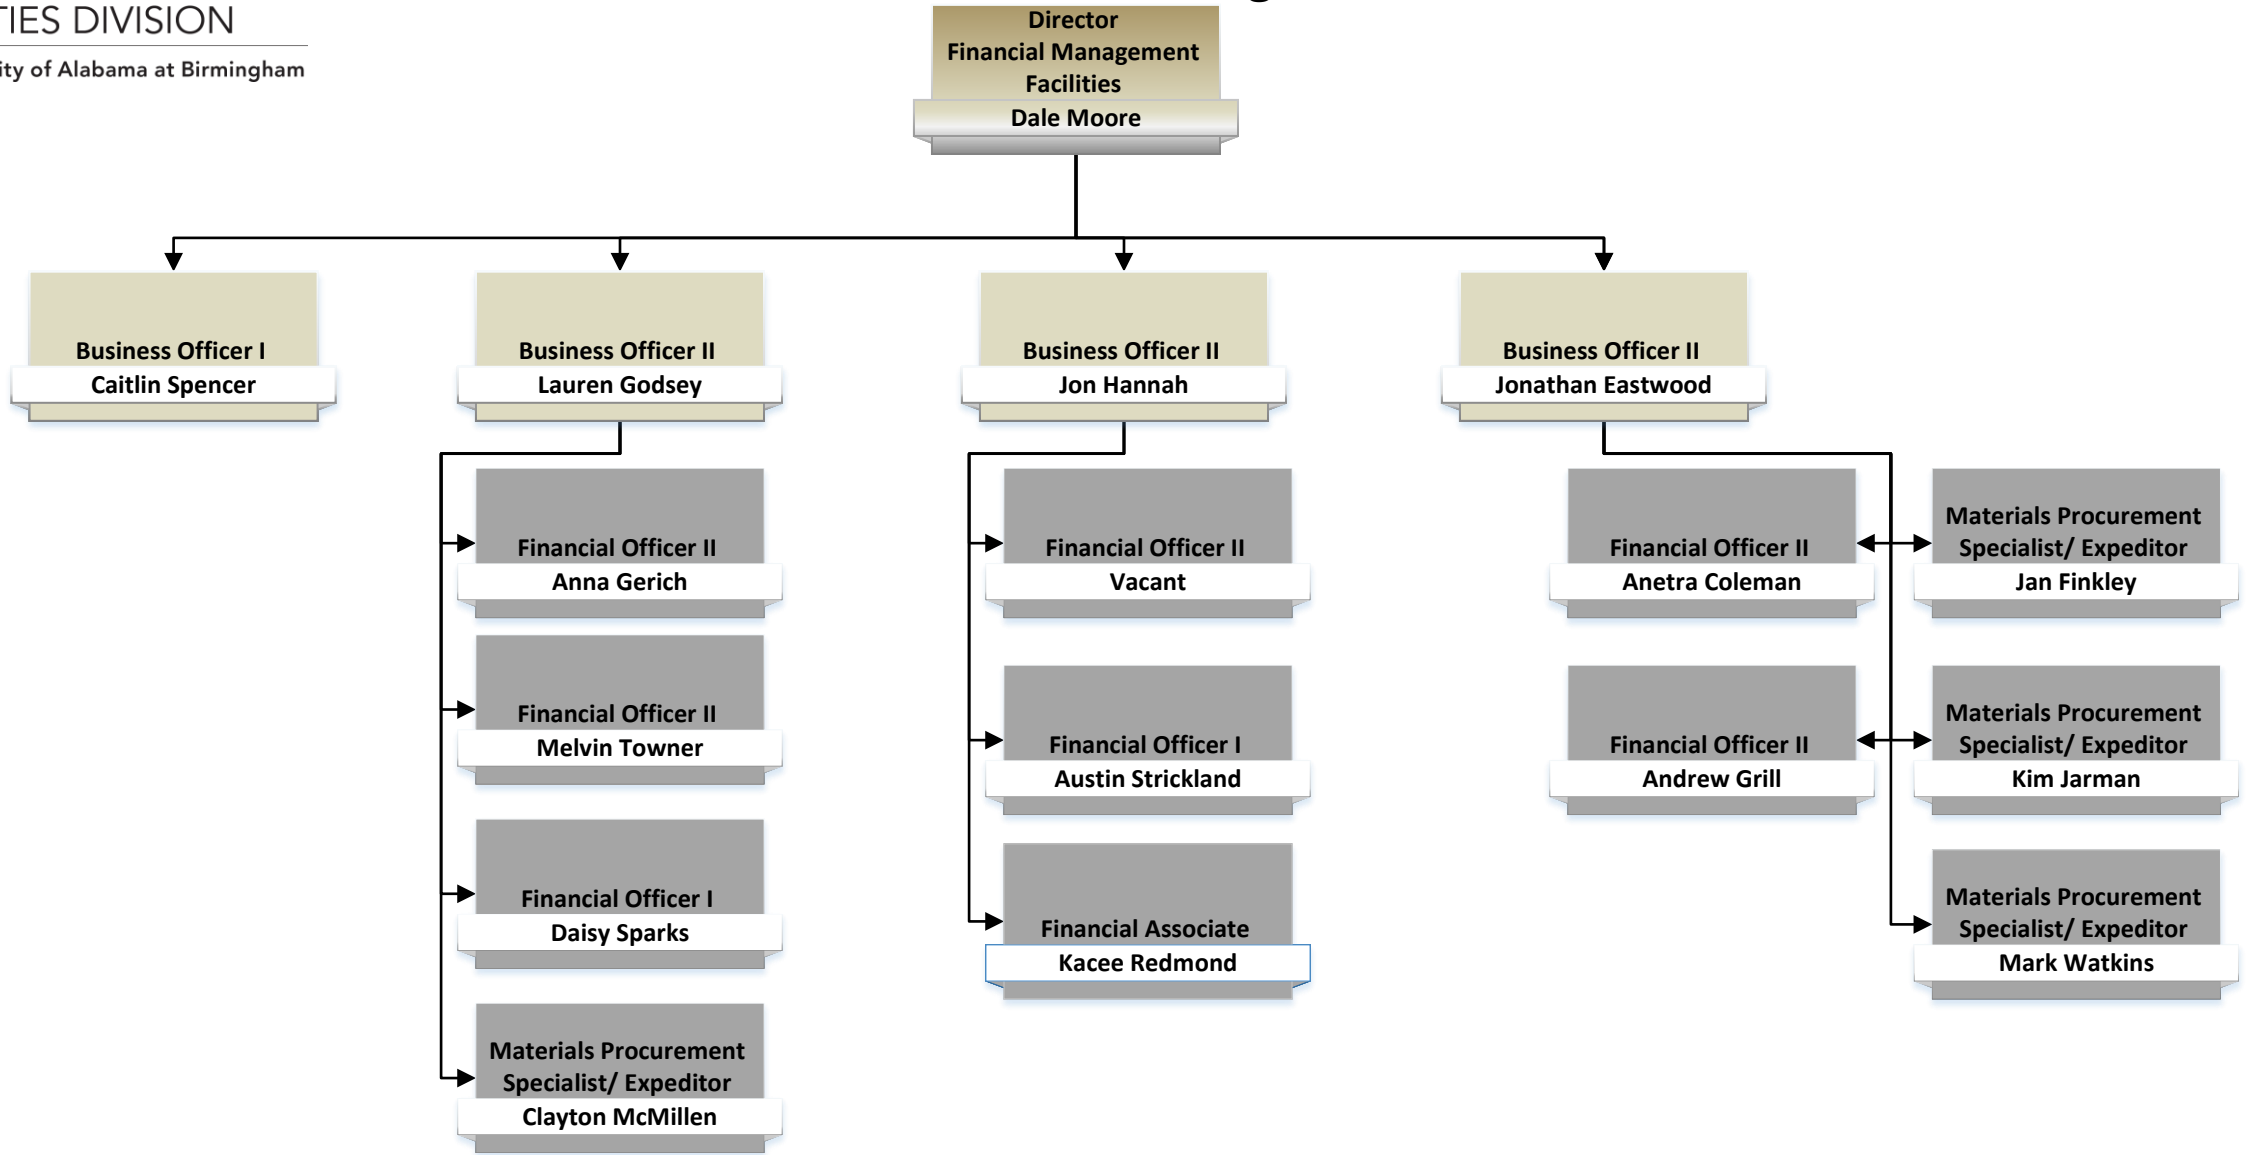 TIES DIVISION
ity of Alabama at Birmingham
Director
Financial Management
Facilities
Dale Moore
Business Officer I
Caitlin Spencer
Business Officer II
Lauren Godsey
Business Officer II
Jon Hannah
Business Officer II
Jonathan Eastwood
Financial Officer II
Anna Gerich
Financial Officer II
Melvin Towner
Financial Officer I
Daisy Sparks
Materials Procurement
Specialist/ Expeditor
Clayton McMillen
Financial Officer II
Vacant
Financial Officer I
Austin Strickland
Financial Associate
Kacee Redmond
Financial Officer II
Anetra Coleman
Financial Officer II
Andrew Grill
Materials Procurement
Specialist/ Expeditor
Jan Finkley
Materials Procurement
Specialist/ Expeditor
Kim Jarman
Materials Procurement
Specialist/ Expeditor
Mark Watkins